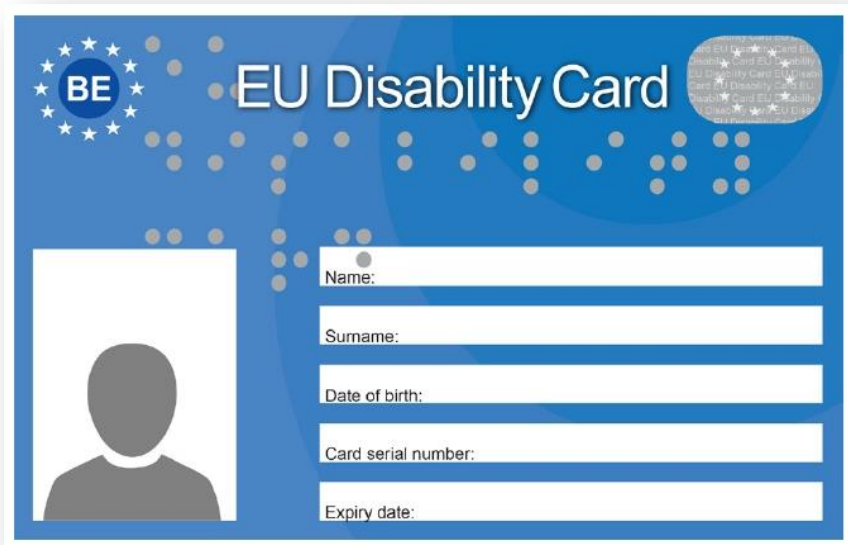 BE
EU Disability Card
Name:
Surname:
Date of birth:
Card serial number:
Expiry date: